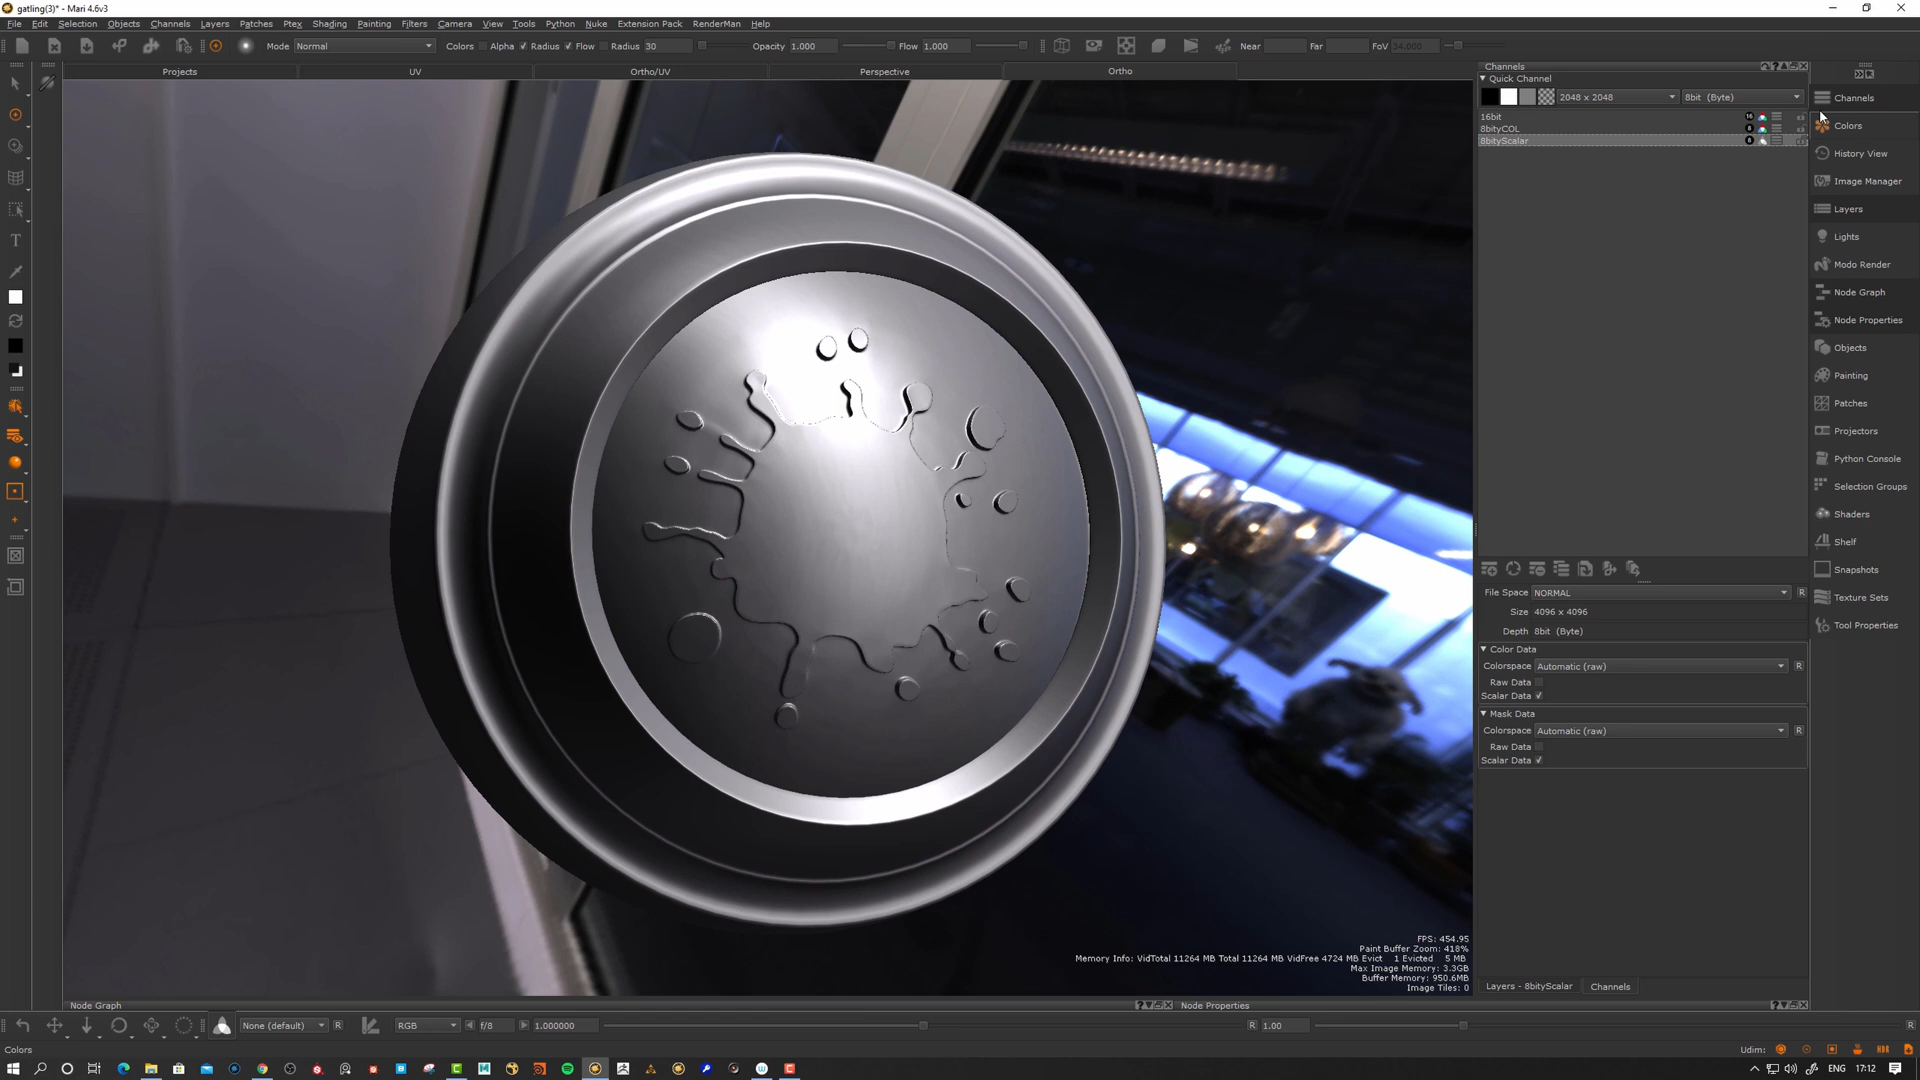 gatling(3)* - Mari 4.6v3
File Edit Selection Objects Channels Layers Patches Ptex Shading Painting Filters Camera View Tools Python Nuke Extension Pack RenderMan Help
Mode Normal Colors Alpha Radius Flow Radius 30 Opacity 1.000 Flow 1.000 Near Far FoV 34.000
Projects UV Ortho/UV Perspective Ortho
Channels
Quick Channel
2048 x 2048 8bit (Byte)
16bit
8bityCOL
8bityScalar
Channels
Colors
History View
Image Manager
Layers
Lights
Modo Render
Node Graph
Node Properties
Objects
Painting
Patches
Projectors
Python Console
Selection Groups
Shaders
Shelf
Snapshots
Texture Sets
Tool Properties
File Space NORMAL R
Size 4096 x 4096
Depth 8bit (Byte)
Color Data
Colorspace Automatic (raw) R
Raw Data
Scalar Data
Mask Data
Colorspace Automatic (raw) R
Raw Data
Scalar Data
FPS: 454.95
Paint Buffer Zoom: 418%
Memory Info: VidTotal 11264 MB Total 11264 MB VidFree 4724 MB Evict 1 Evicted 5 MB
Max Image Memory: 3.3GB
Buffer Memory: 950.6MB
Image Tiles: 0
Layers - 8bityScalar Channels
Node Graph Node Properties
None (default) R RGB f/8 1.000000 R 1.00 R
Colors Udim:
ENG 17:12